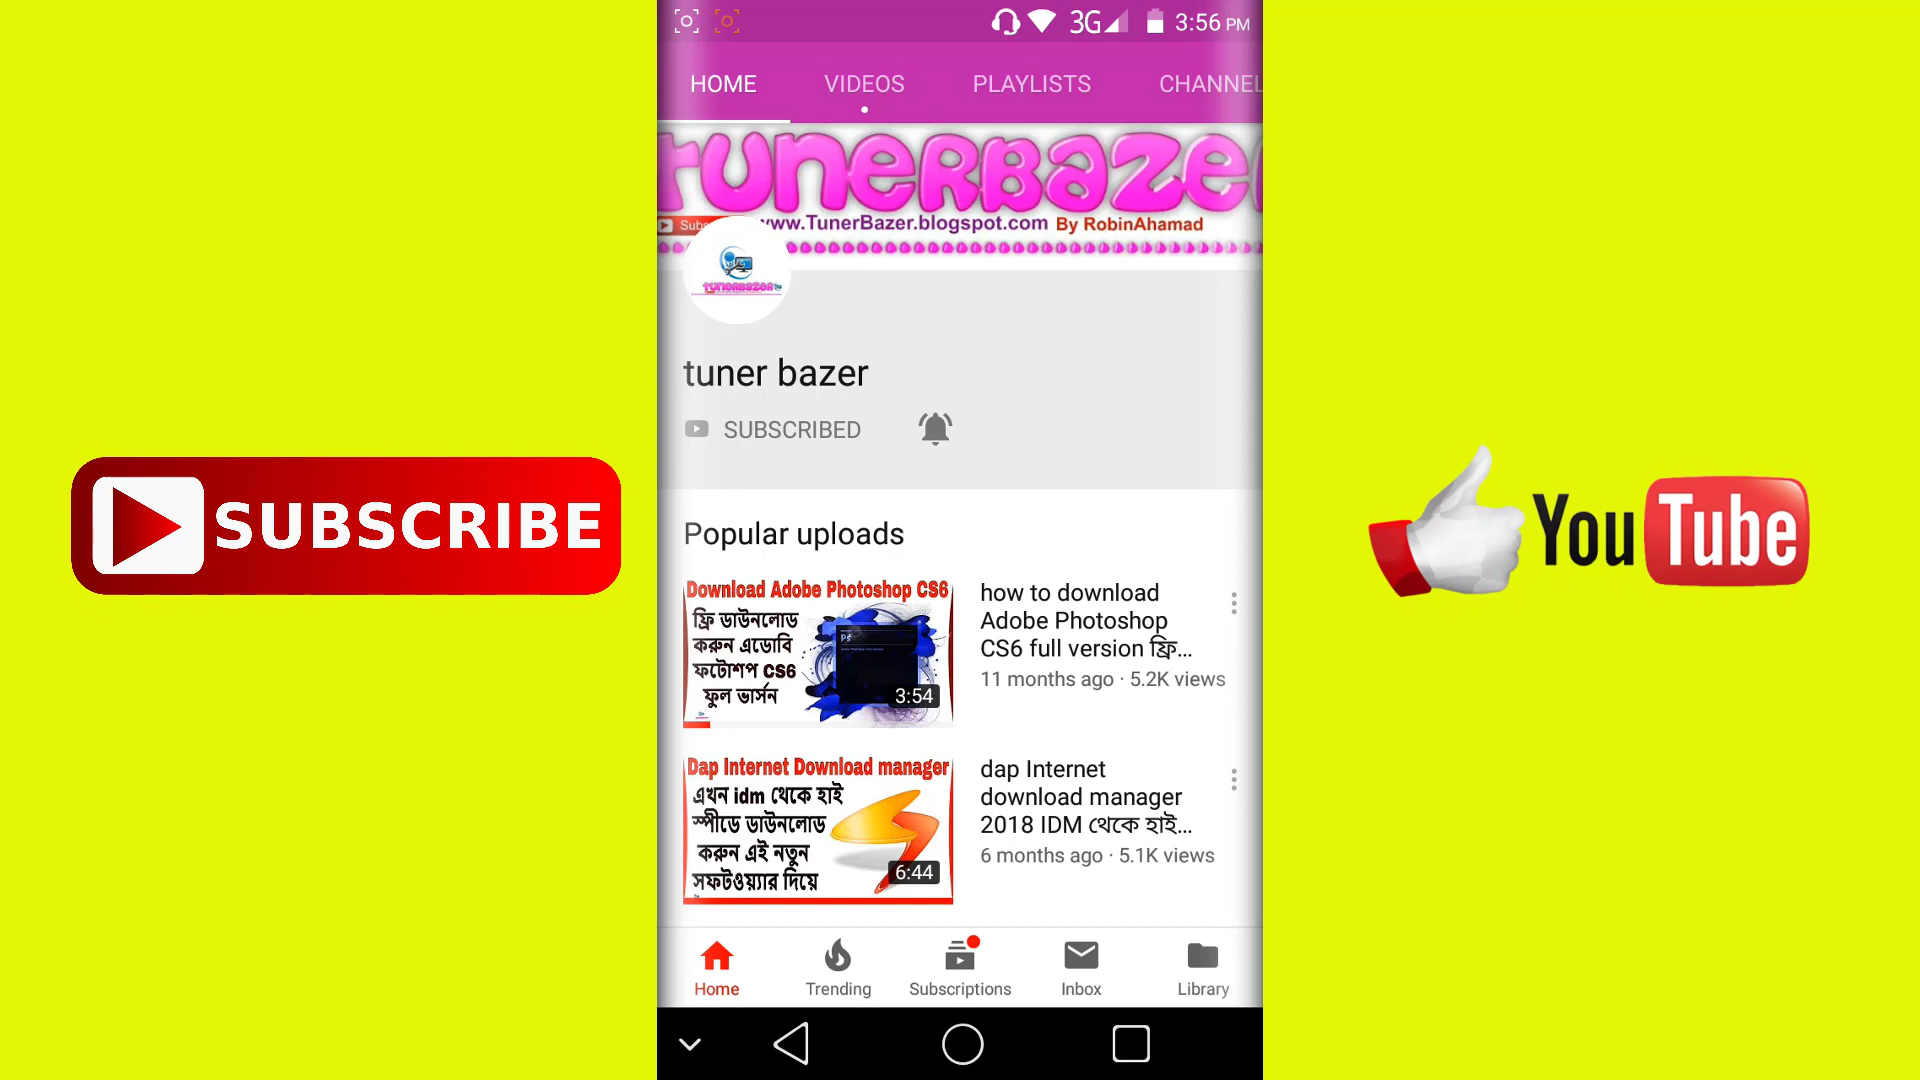 3G 3:56 PM
HOME VIDEOS PLAYLISTS CHANNEL
tunerbazer
Subs www.TunerBazer.blogspot.com By RobinAhamad
tunerbazer
tuner bazer
SUBSCRIBED
SUBSCRIBE
YouTube
Popular uploads
Download Adobe Photoshop CS6
ফ্রি ডাউনলোড
করুন এডোবি
ফটোশপ CS6
ফুল ভার্সন
Ps
3:54
how to download
Adobe Photoshop
CS6 full version ফ্রি...
11 months ago · 5.2K views
Dap Internet Download manager
এখন idm থেকে হাই
স্পীডে ডাউনলোড
করুন এই নতুন
সফটওয়্যার দিয়ে
6:44
dap Internet
download manager
2018 IDM থেকে হাই...
6 months ago · 5.1K views
Home Trending Subscriptions Inbox Library